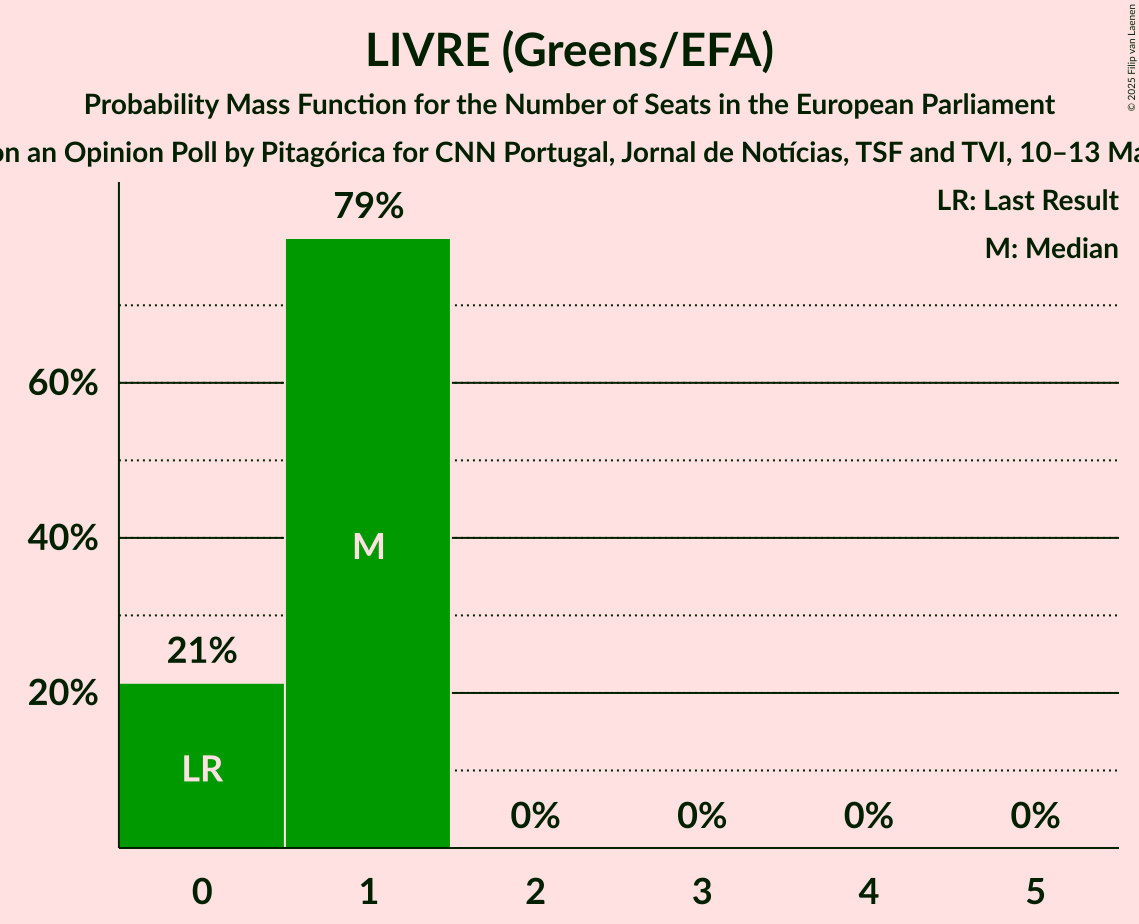 LIVRE (Greens/EFA)
Probability Mass Function for the Number of Seats in the European Parliament
on an Opinion Poll by Pitagórica for CNN Portugal, Jornal de Notícias, TSF and TVI, 10–13
© 2025 Filip van Laenen
LR: Last Result
M: Median
79%
60%
M
40%
21%
20%
LR
0% 0% 0% 0%
0 1 2 3 4 5